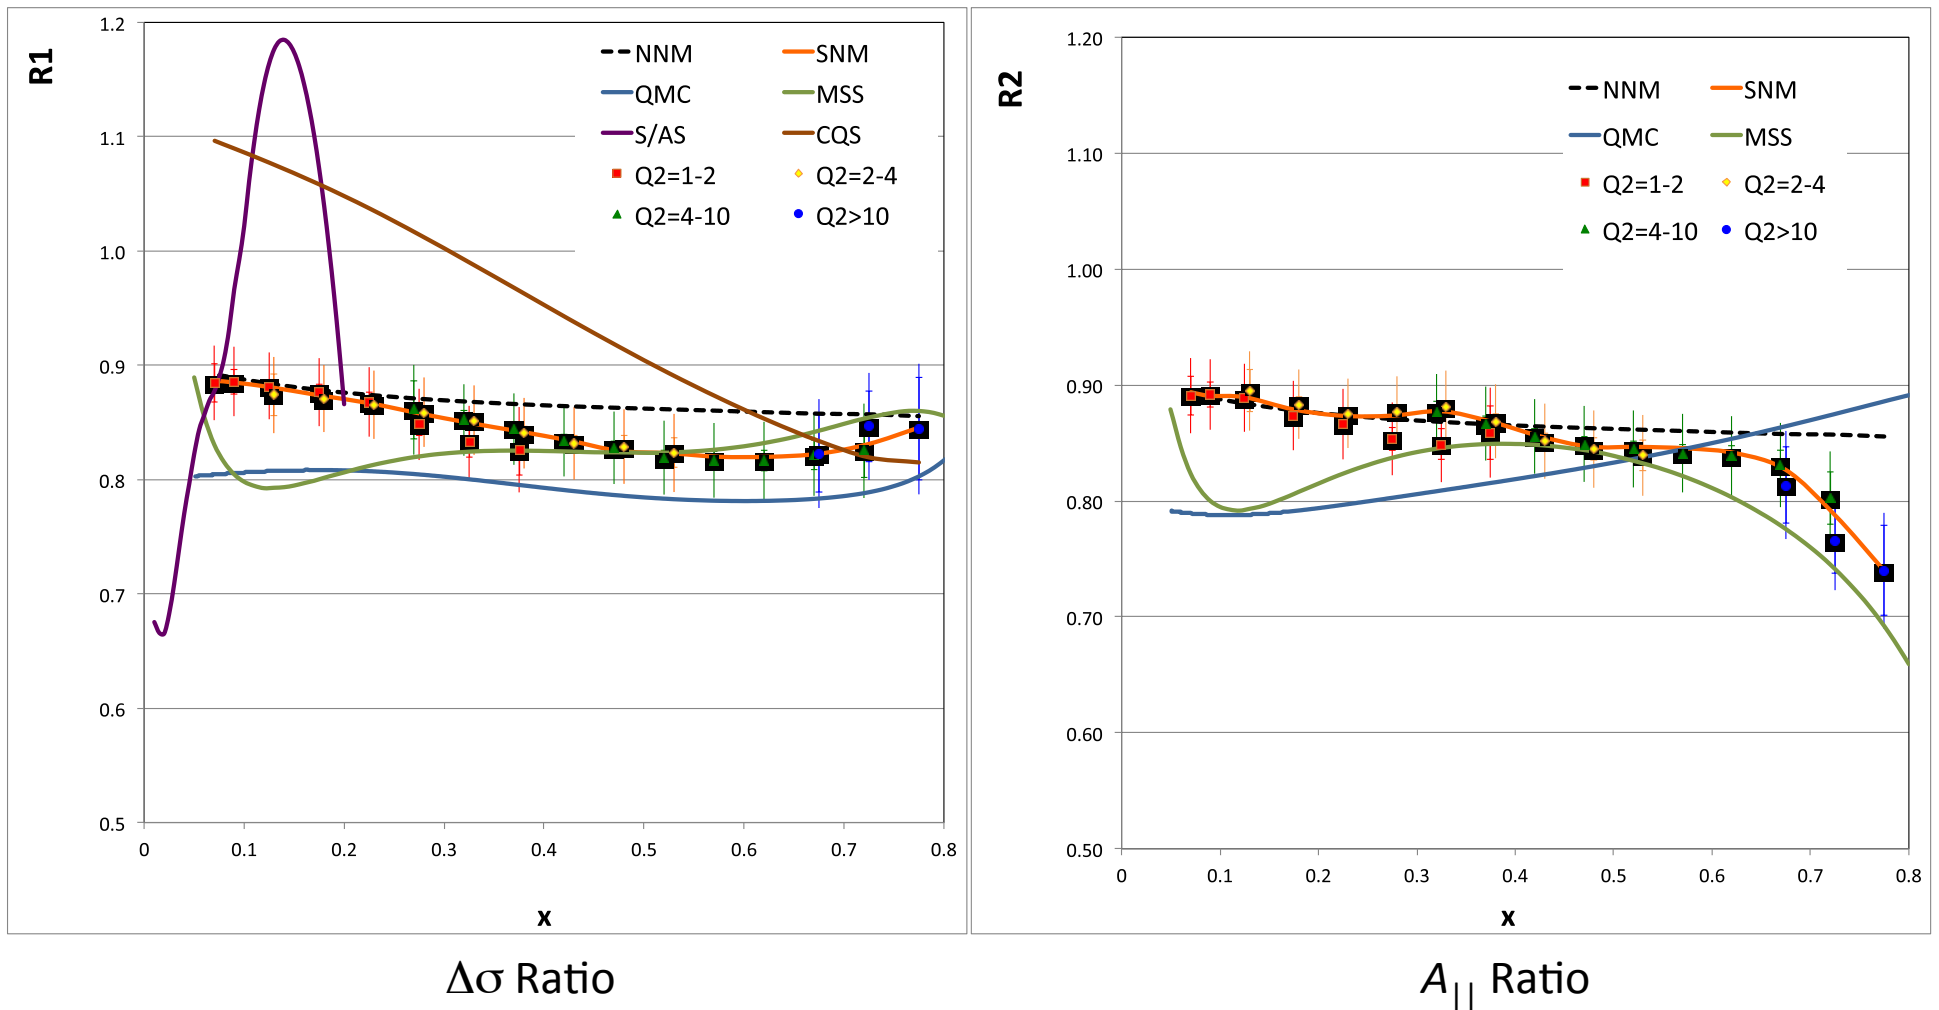 R1
1.2
1.1
1.0
0.9
0.8
0.7
0.6
0.5
NNM SNM
QMC MSS
S/AS CQS
Q2=1-2 Q2=2-4
Q2=4-10 Q2>10
0 0.1 0.2 0.3 0.4 0.5 0.6 0.7 0.8
x
Δσ Ratio
R2
1.20
1.10
1.00
0.90
0.80
0.70
0.60
0.50
NNM SNM
QMC MSS
Q2=1-2 Q2=2-4
Q2=4-10 Q2>10
0 0.1 0.2 0.3 0.4 0.5 0.6 0.7 0.8
x
A|| Ratio